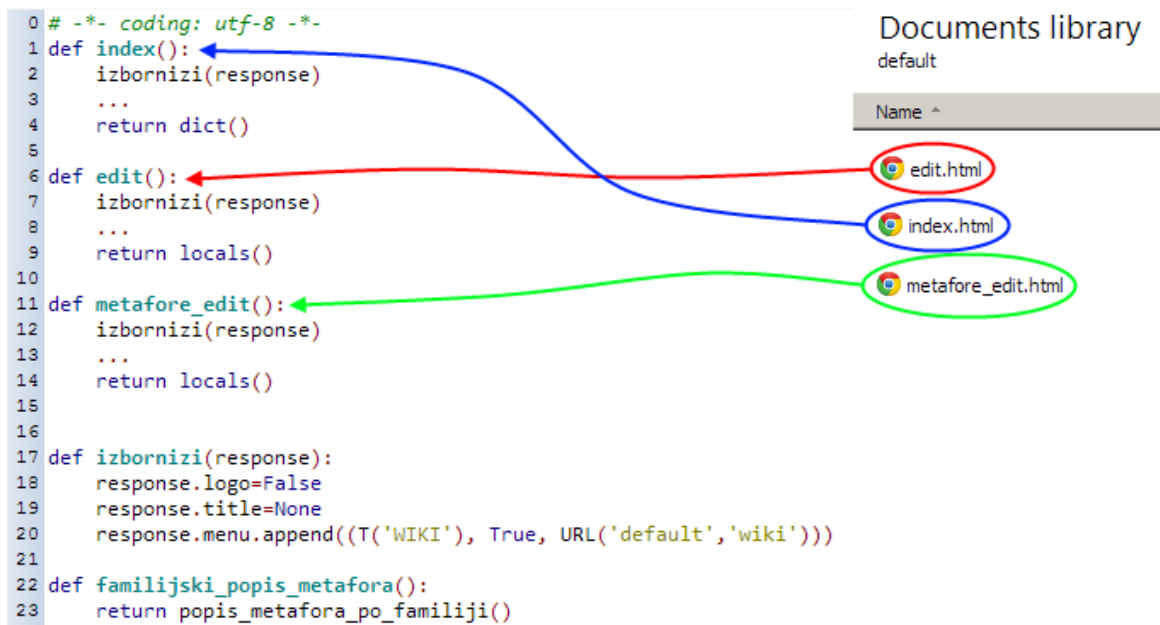 0 # -*- coding: utf-8 -*-
1 def index():
2     izbornizi(response)
3     ...
4     return dict()
5
6 def edit():
7     izbornizi(response)
8     ...
9     return locals()
10
11 def metafore_edit():
12     izbornizi(response)
13     ...
14     return locals()
15
16
17 def izbornizi(response):
18     response.logo=False
19     response.title=None
20     response.menu.append((T('WIKI'), True, URL('default','wiki')))
21
22 def familijski_popis_metafora():
23     return popis_metafora_po_familiji()
Documents library
default
Name
edit.html
index.html
metafore_edit.html